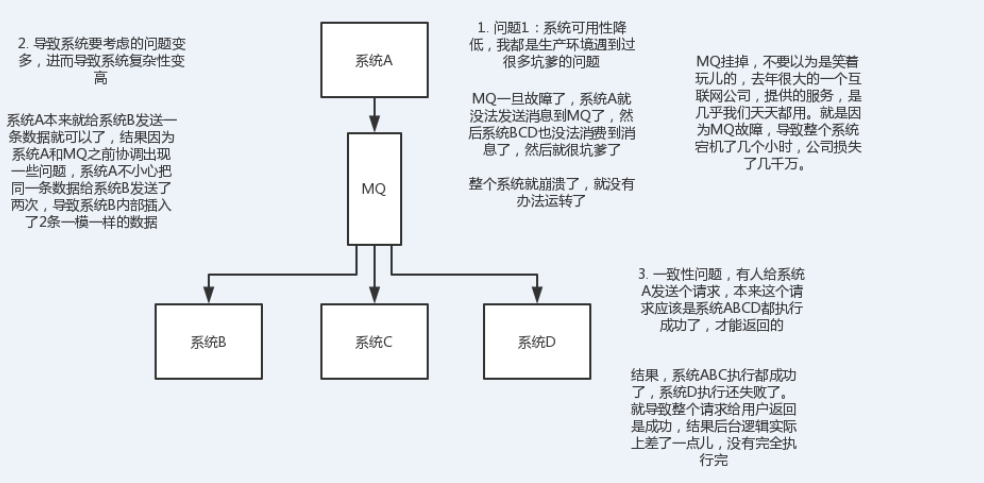 2. 导致系统要考虑的问题变
多，进而导致系统复杂性变
高
系统A本来就给系统B发送一
条数据就可以了，结果因为
系统A和MQ之前协调出现
一些问题，系统A不小心把
同一条数据给系统B发送了
两次，导致系统B内部插入
了2条一模一样的数据
系统A
MQ
系统B
系统C
系统D
1. 问题1：系统可用性降
低，我都是生产环境遇到过
很多坑爹的问题
MQ一旦故障了，系统A就
没法发送消息到MQ了，然
后系统BCD也没法消费到消
息了，然后就很坑爹了
整个系统就崩溃了，就没有
办法运转了
MQ挂掉，不要以为是笑着
玩儿的，去年很大的一个互
联网公司，提供的服务，是
几乎我们天天都用。就是因
为MQ故障，导致整个系统
宕机了几个小时，公司损失
了几千万。
3. 一致性问题，有人给系统
A发送个请求，本来这个请
求应该是系统ABCD都执行
成功了，才能返回的
结果，系统ABC执行都成功
了，系统D执行还失败了。
就导致整个请求给用户返回
是成功，结果后台逻辑实际
上差了一点儿，没有完全执
行完